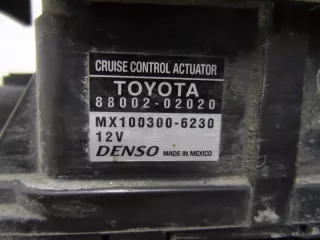 CRUISE CONTROL ACTUATOR
TOYOTA
88002-02020
MX100300-6230
12V
DENSO MADE IN MEXICO